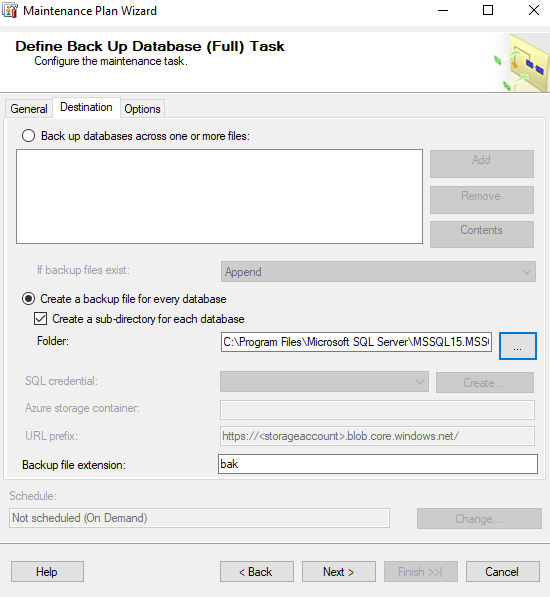 Maintenance Plan Wizard
Define Back Up Database (Full) Task
Configure the maintenance task.
General Destination Options
Back up databases across one or more files:
Add
Remove
Contents
If backup files exist: Append
Create a backup file for every database
Create a sub-directory for each database
Folder: C:\Program Files\Microsoft SQL Server\MSSQL15.MSS ...
SQL credential: Create...
Azure storage container:
URL prefix: https://<storageaccount>.blob.core.windows.net/
Backup file extension: bak
Schedule:
Not scheduled (On Demand) Change...
Help < Back Next > Finish >>| Cancel